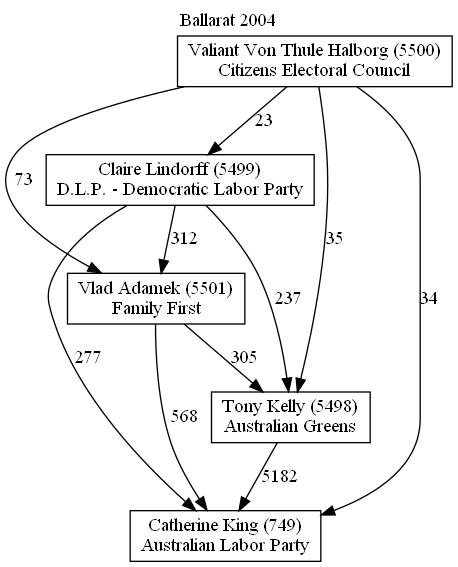 Ballarat 2004
Valiant Von Thule Halborg (5500)
Citizens Electoral Council
23
Claire Lindorff (5499)
D.L.P. - Democratic Labor Party
73
312
35
Vlad Adamek (5501)
Family First
237
34
277
305
568
Tony Kelly (5498)
Australian Greens
5182
Catherine King (749)
Australian Labor Party